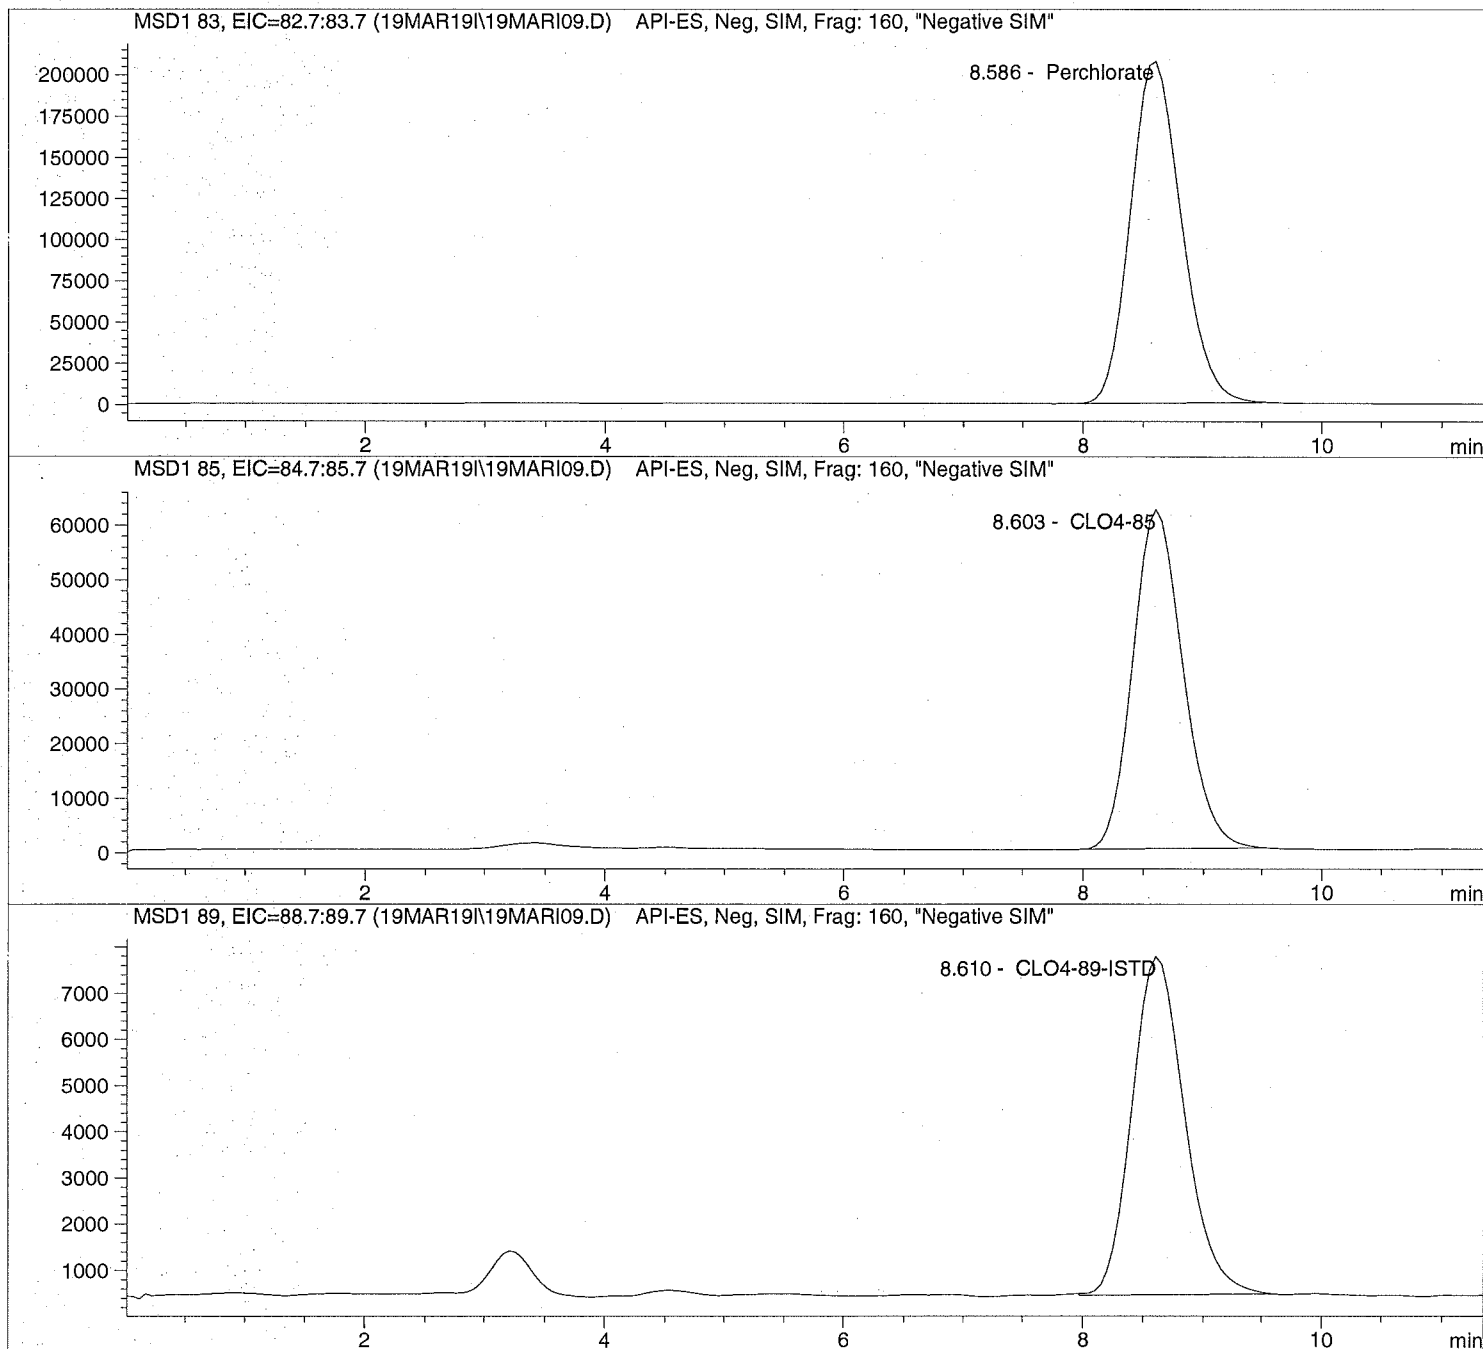 MSD1 83, EIC=82.7:83.7 (19MAR19I\19MARI09.D) API-ES, Neg, SIM, Frag: 160, "Negative SIM"
8.586 - Perchlorate
200000
175000
150000
125000
100000
75000
50000
25000
0
2 4 6 8 10 min
MSD1 85, EIC=84.7:85.7 (19MAR19I\19MARI09.D) API-ES, Neg, SIM, Frag: 160, "Negative SIM"
8.603 - CLO4-85
60000
50000
40000
30000
20000
10000
0
2 4 6 8 10 min
MSD1 89, EIC=88.7:89.7 (19MAR19I\19MARI09.D) API-ES, Neg, SIM, Frag: 160, "Negative SIM"
8.610 - CLO4-89-ISTD
7000
6000
5000
4000
3000
2000
1000
2 4 6 8 10 min